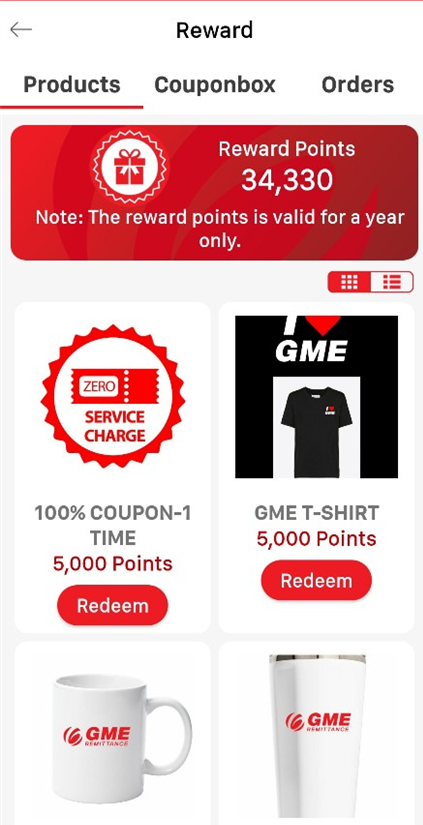 Reward
Products Couponbox Orders
Reward Points
34,330
Note: The reward points is valid for a year
only.
ZERO
SERVICE
CHARGE
100% COUPON-1
TIME
5,000 Points
Redeem
I
GME
I
GME
GME T-SHIRT
5,000 Points
Redeem
GME
REMITTANCE
GME
REMITTANCE